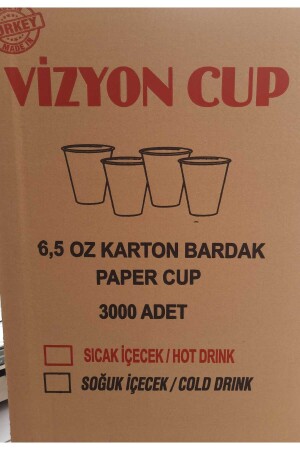 TURKEY
MADE IN
VİZYON CUP
6,5 OZ KARTON BARDAK
PAPER CUP
3000 ADET
SICAK İÇECEK / HOT DRINK
SOĞUK İÇECEK / COLD DRINK